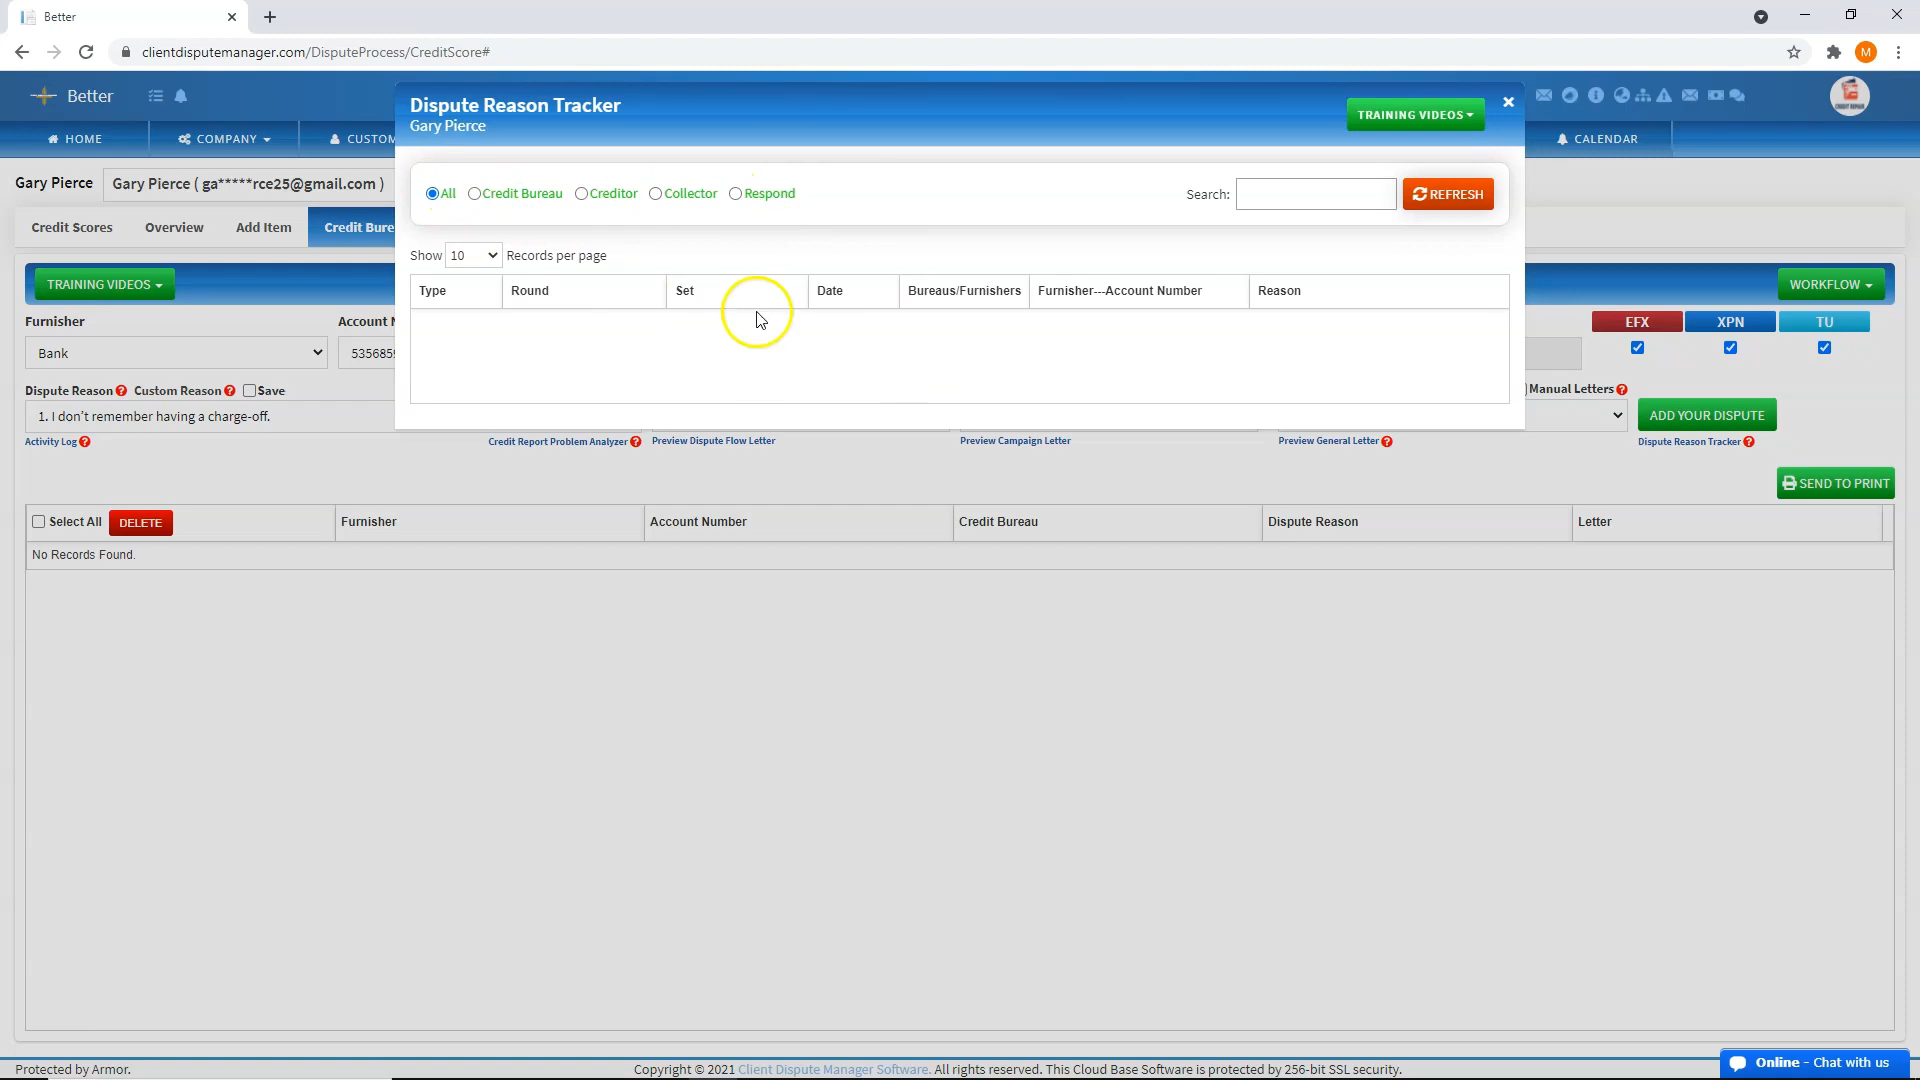 Better
clientdisputemanager.com/DisputeProcess/CreditScore#
M
Better
Dispute Reason Tracker
Gary Pierce
TRAINING VIDEOS
HOME
COMPANY
CUSTOM
CALENDAR
Gary Pierce
Gary Pierce ( ga*****rce25@gmail.com )
All
Credit Bureau
Creditor
Collector
Respond
Search:
REFRESH
Credit Scores
Overview
Add Item
Credit Bure
Show 10 Records per page
TRAINING VIDEOS
WORKFLOW
Type
Round
Set
Date
Bureaus/Furnishers
Furnisher---Account Number
Reason
Furnisher
Account N
EFX
XPN
TU
Bank
535685
Dispute Reason ?
Custom Reason ?
Save
Manual Letters ?
1. I don't remember having a charge-off.
ADD YOUR DISPUTE
Activity Log ?
Credit Report Problem Analyzer ?
Preview Dispute Flow Letter
Preview Campaign Letter
Preview General Letter ?
Dispute Reason Tracker ?
SEND TO PRINT
Select All
DELETE
Furnisher
Account Number
Credit Bureau
Dispute Reason
Letter
No Records Found.
Protected by Armor.
Copyright © 2021 Client Dispute Manager Software. All rights reserved. This Cloud Base Software is protected by 256-bit SSL security.
Online - Chat with us